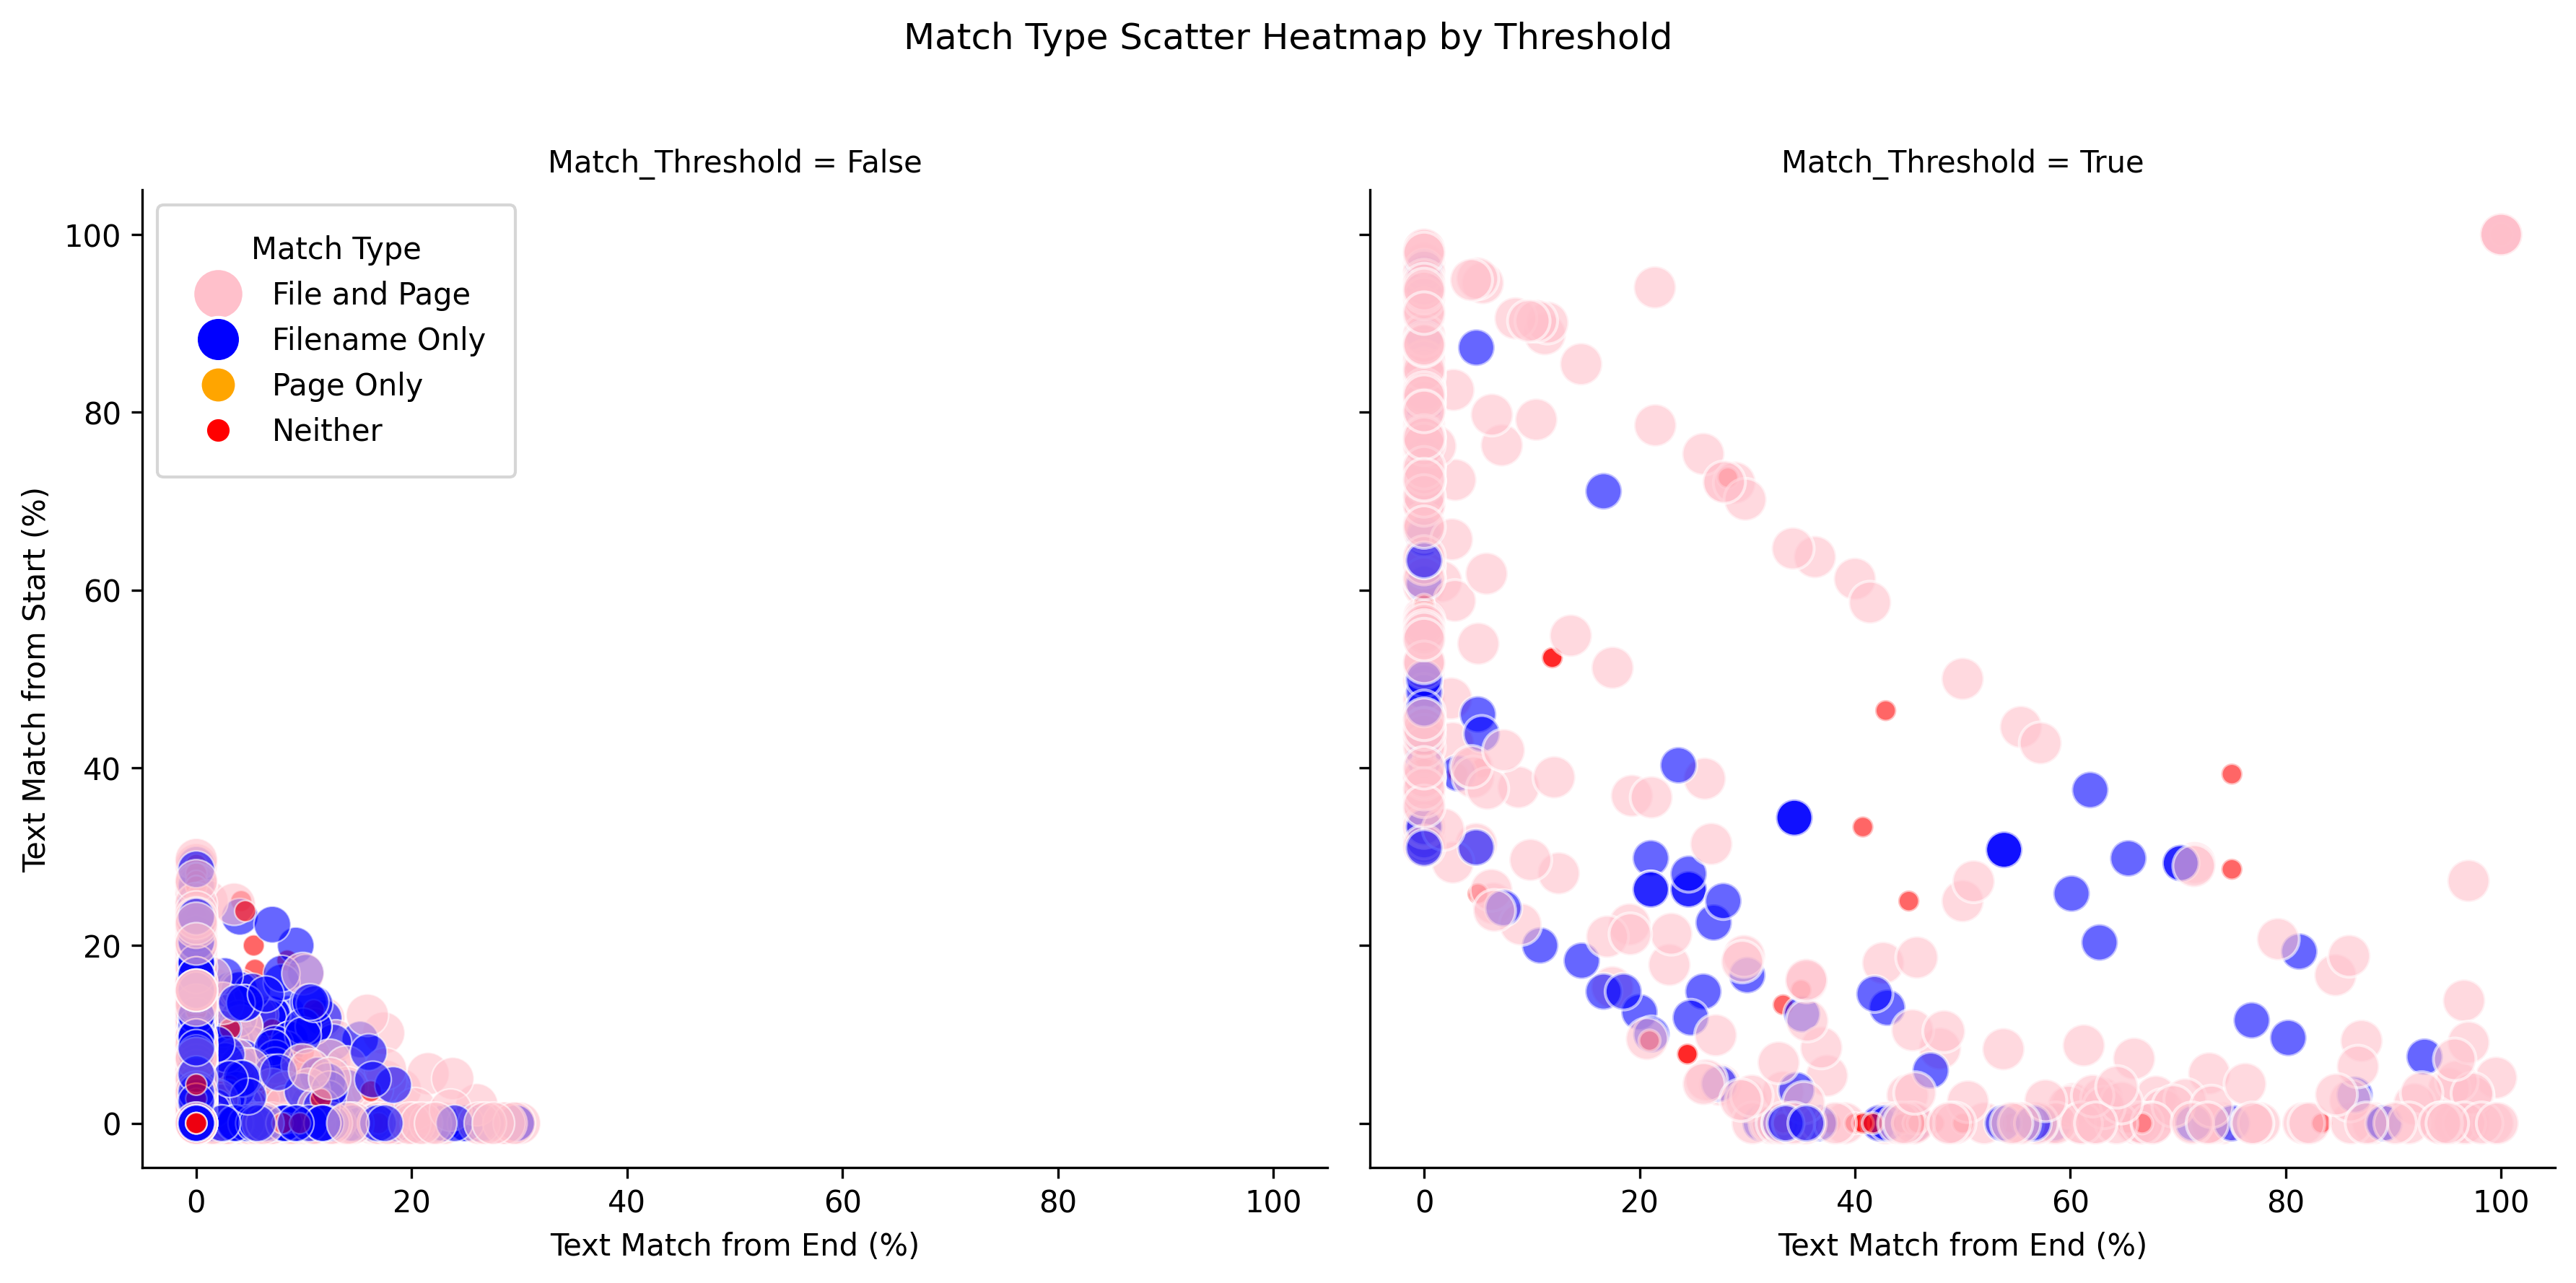 Match Type Scatter Heatmap by Threshold
Match_Threshold = False
Match_Threshold = True
Match Type
File and Page
Filename Only
Page Only
Neither
Text Match from Start (%)
100
80
60
40
20
0
0 20 40 60 80 100
0 20 40 60 80 100
Text Match from End (%)
Text Match from End (%)